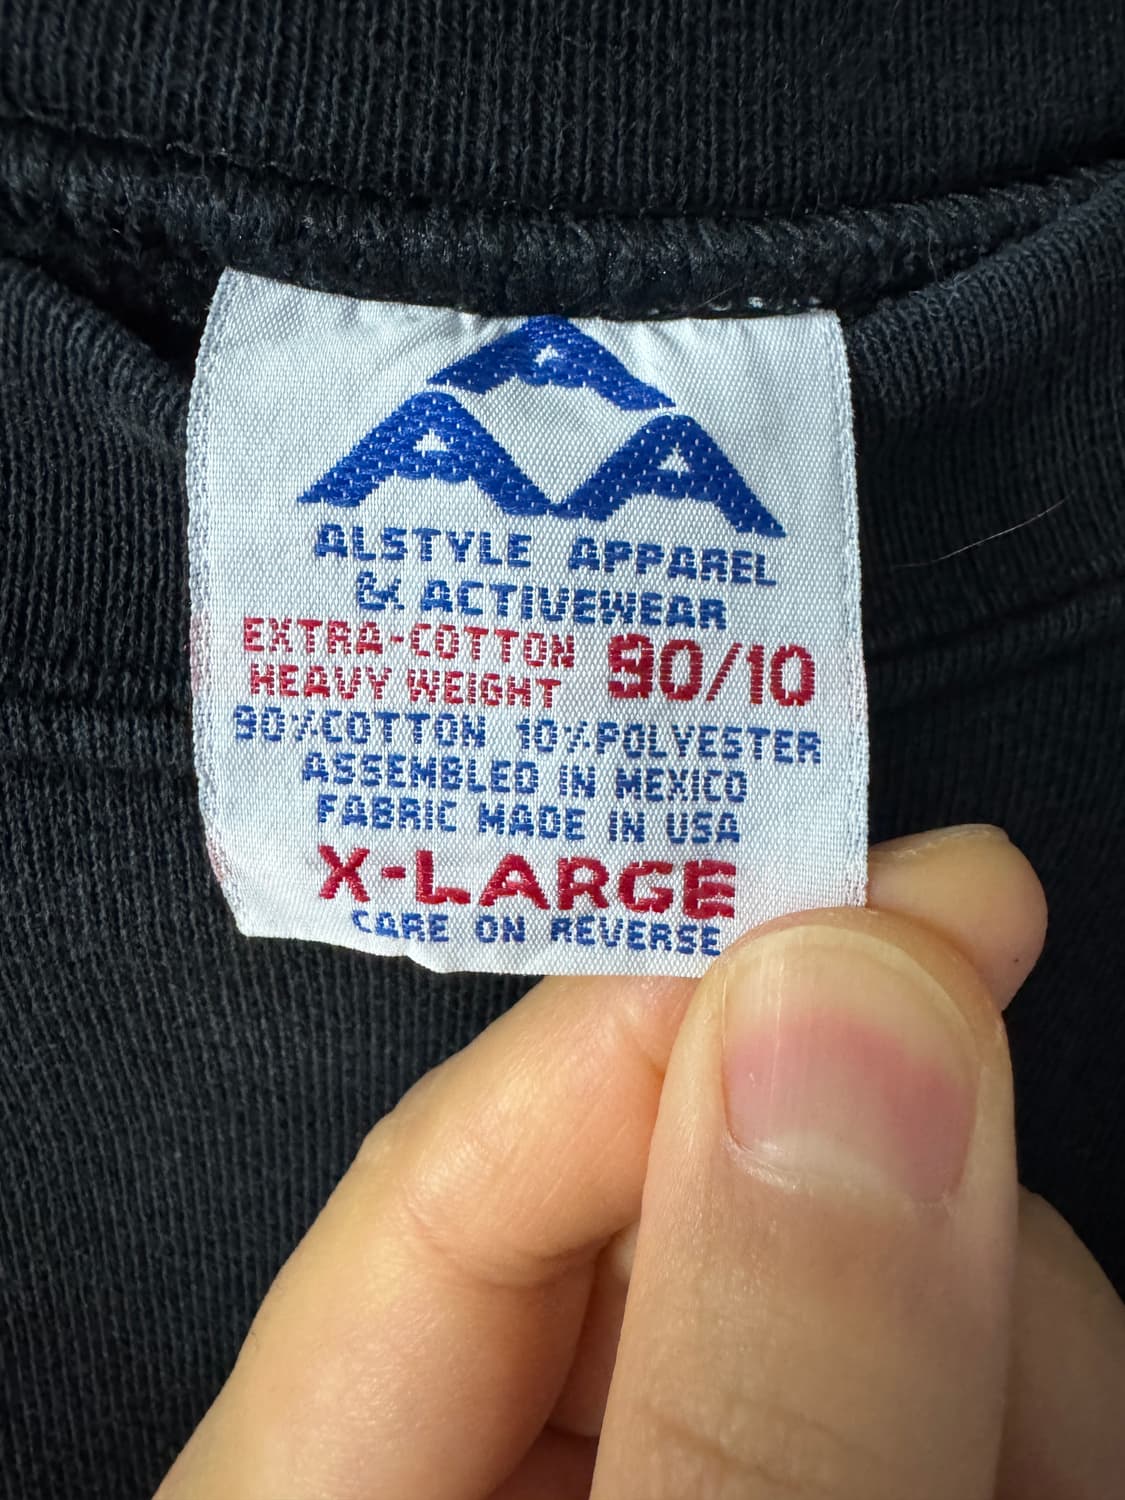 A
A A
ALSTYLE APPAREL
& ACTIVEWEAR
EXTRA-COTTON
HEAVY WEIGHT
90/10
90%COTTON 10%POLYESTER
ASSEMBLED IN MEXICO
FABRIC MADE IN USA
X-LARGE
CARE ON REVERSE